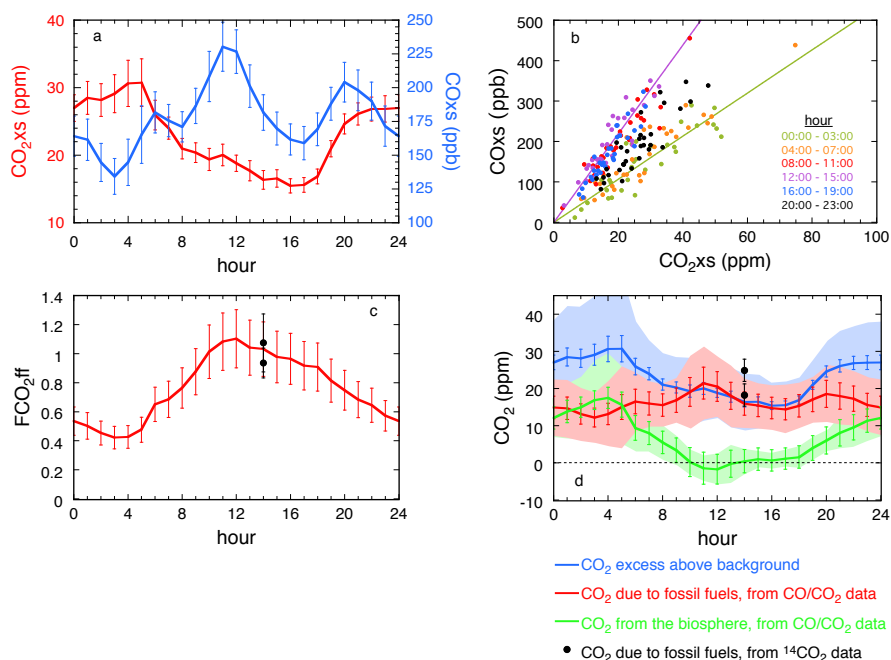 a
CO2xs (ppm)
COxs (ppb)
40
30
20
10
250
225
200
175
150
125
100
0 4 8 12 16 20 24
hour
b
COxs (ppb)
500
400
300
200
100
0
hour
00:00 - 03:00
04:00 - 07:00
08:00 - 11:00
12:00 - 15:00
16:00 - 19:00
20:00 - 23:00
0 20 40 60 80 100
CO2xs (ppm)
c
FCO2ff
1.4
1.2
1
0.8
0.6
0.4
0.2
0
0 4 8 12 16 20 24
hour
CO2 (ppm)
40
30
20
10
0
-10
d
0 4 8 12 16 20 24
hour
CO2 excess above background
CO2 due to fossil fuels, from CO/CO2 data
CO2 from the biosphere, from CO/CO2 data
CO2 due to fossil fuels, from 14CO2 data